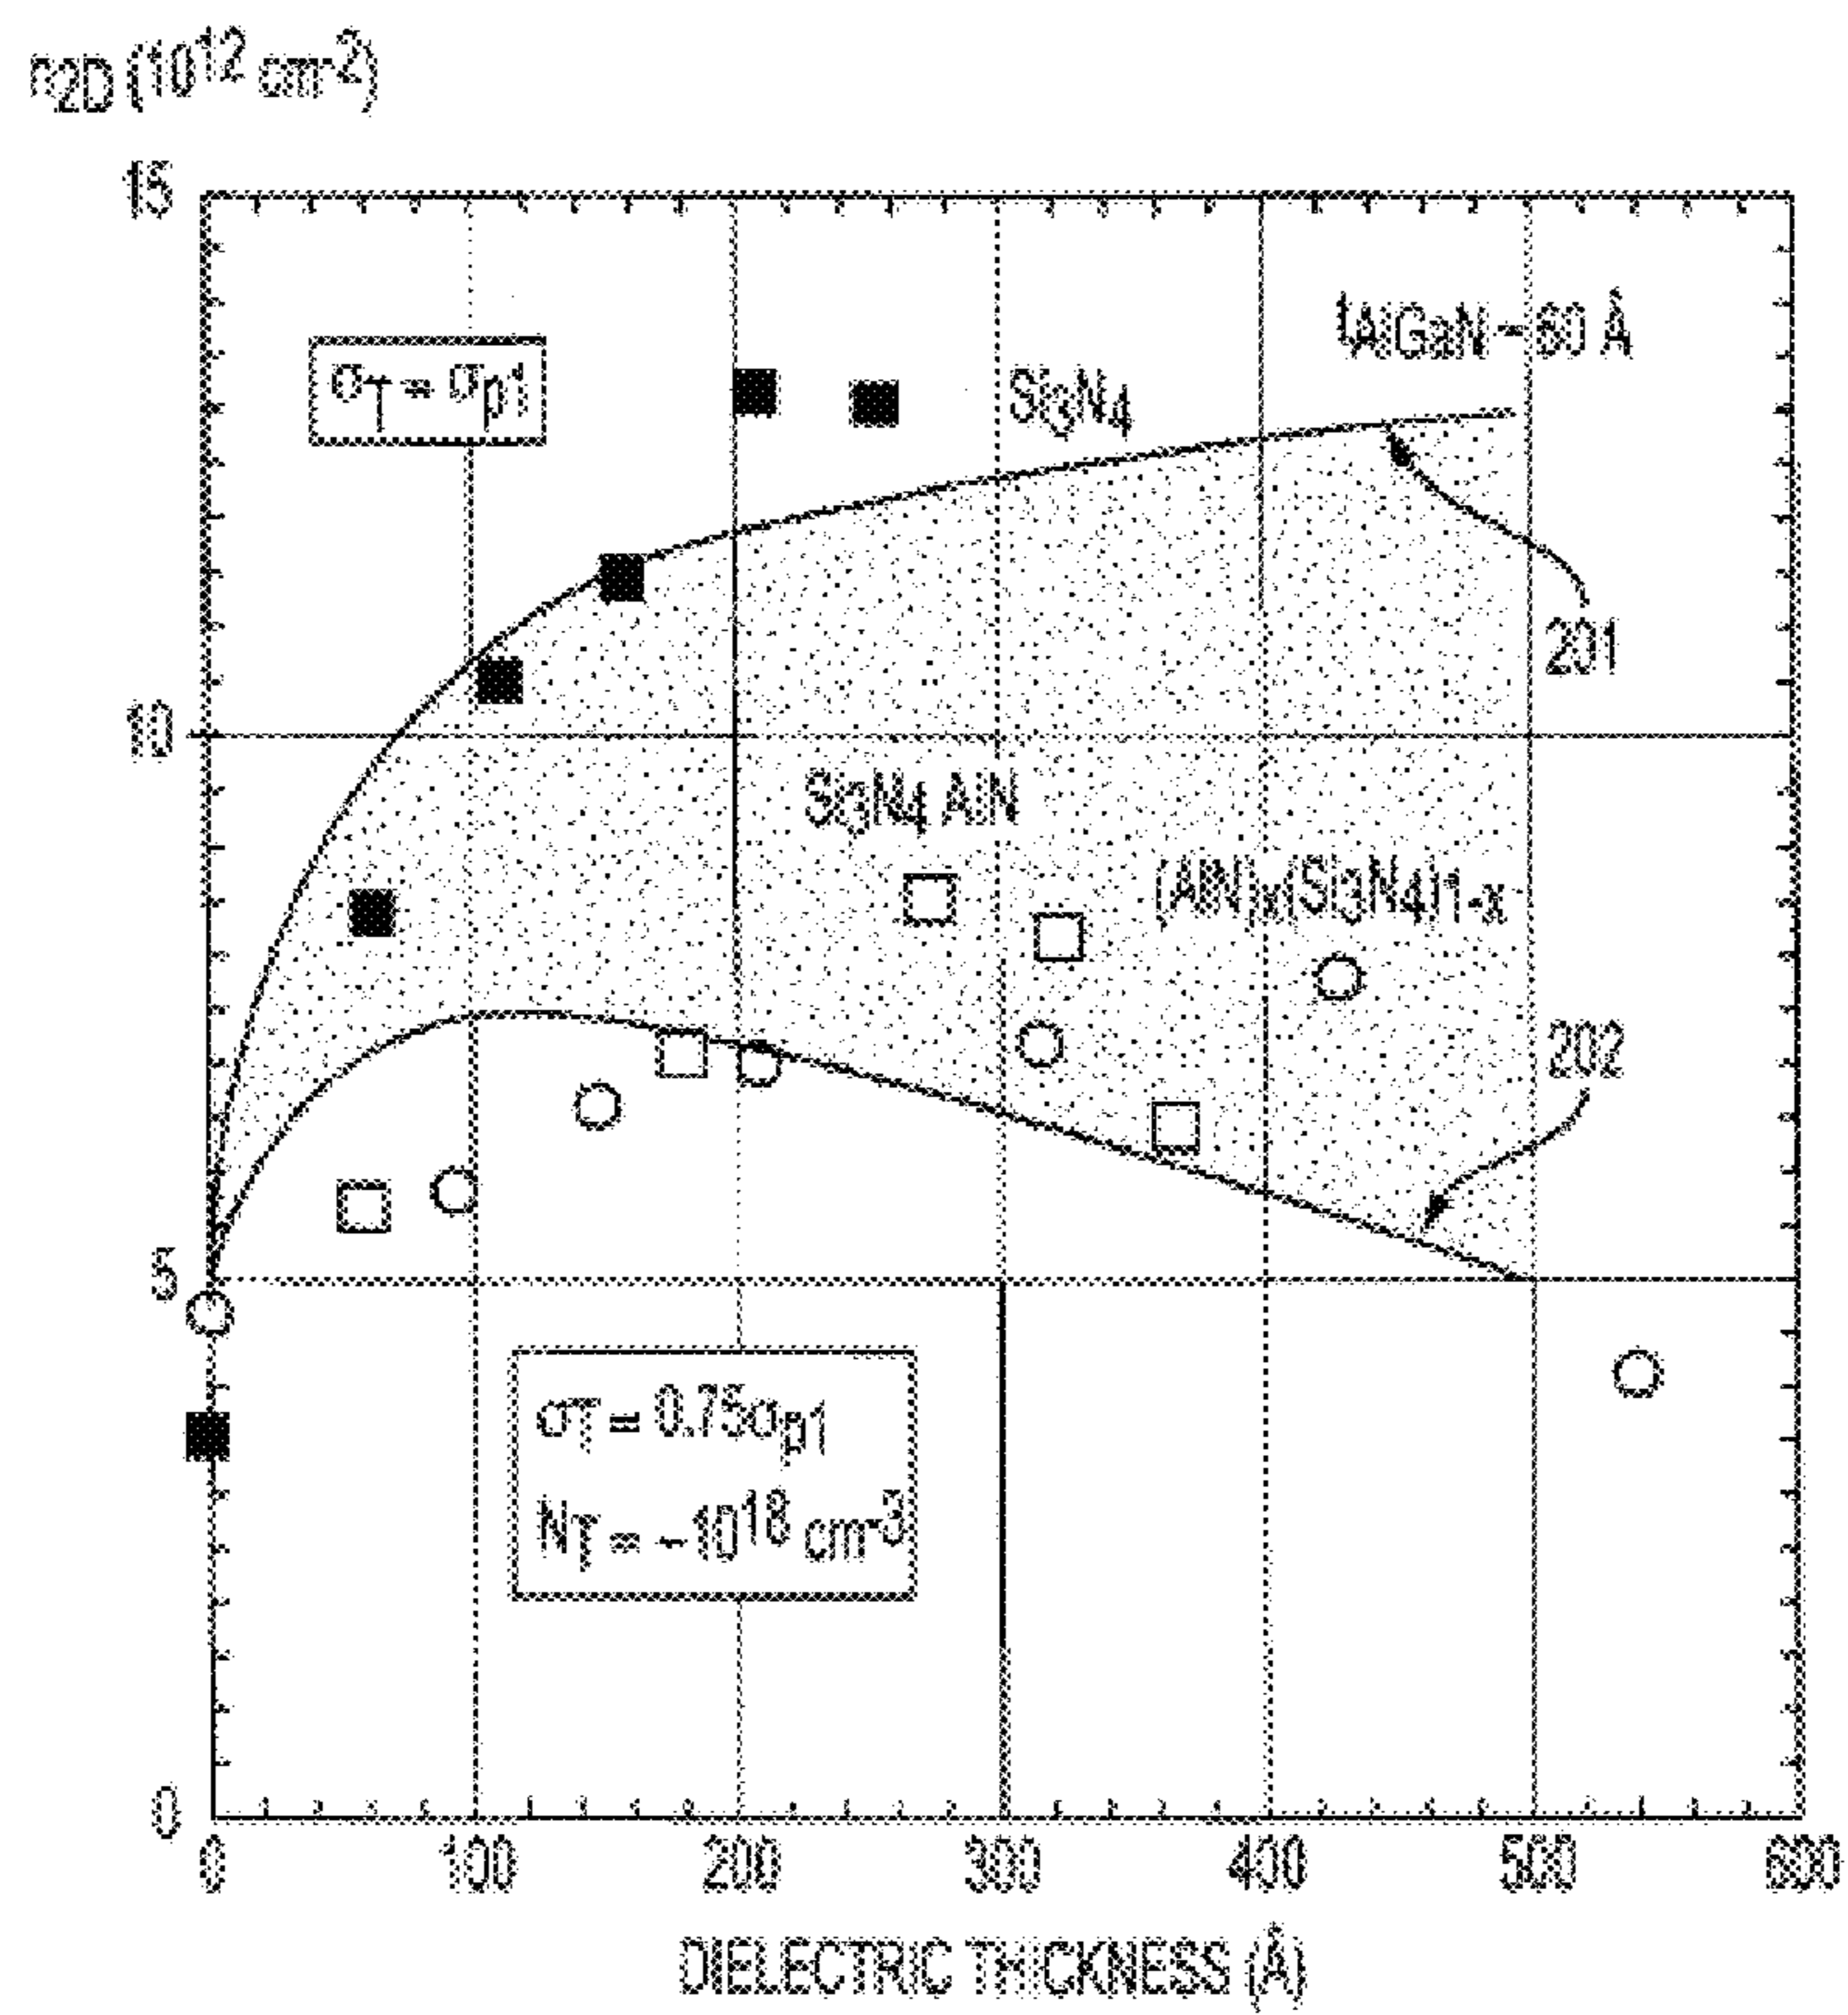 n2D (10^12 cm-2)
15
tAlGaN ~ 60 Å
σT = σp1
Si3N4
201
10
Si3N4 AlN
(AlN)x(Si3N4)1-x
202
5
σT = 0.75σp1
NT = -10^18 cm-3
0
0 100 200 300 400 500 600
DIELECTRIC THICKNESS (Å)